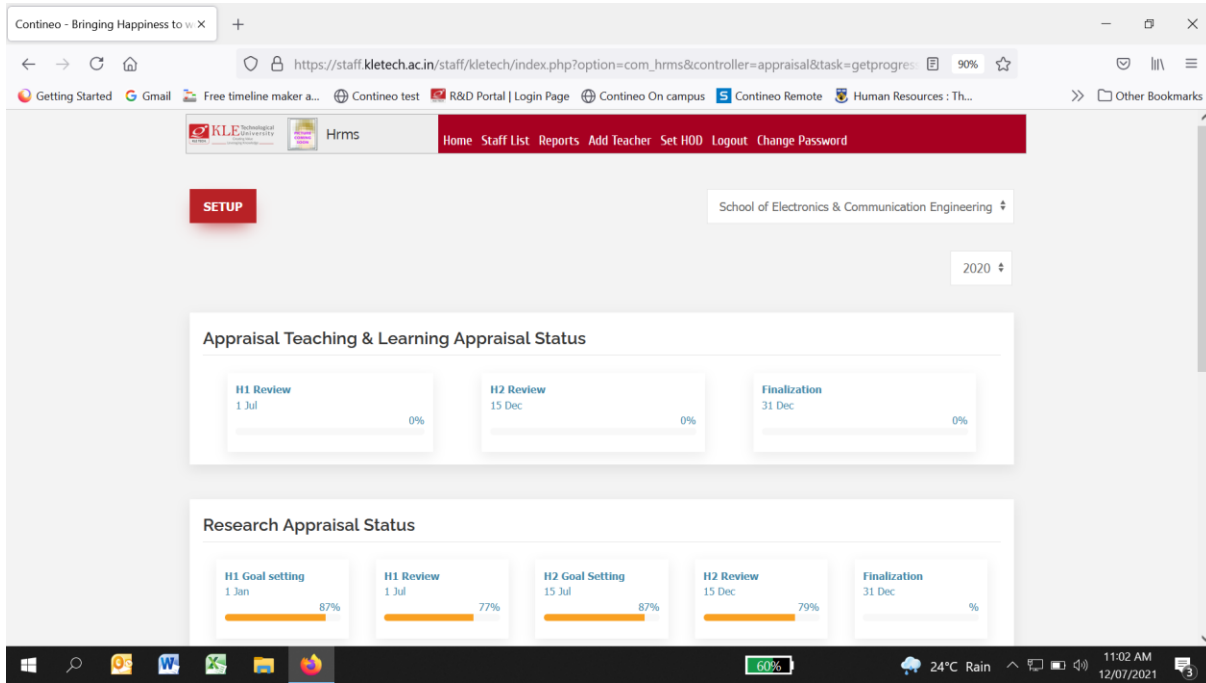 Contineo - Bringing Happiness to w
https://staff.kletech.ac.in/staff/kletech/index.php?option=com_hrms&controller=appraisal&task=getprogres
90%
Getting Started Gmail Free timeline maker a... Contineo test R&D Portal | Login Page Contineo On campus Contineo Remote Human Resources : Th... Other Bookmarks
KLE Technological University Hrms Home Staff List Reports Add Teacher Set HOD Logout Change Password
SETUP School of Electronics & Communication Engineering
2020
Appraisal Teaching & Learning Appraisal Status
H1 Review H2 Review Finalization
1 Jul 15 Dec 31 Dec
0% 0% 0%
Research Appraisal Status
H1 Goal setting H1 Review H2 Goal Setting H2 Review Finalization
1 Jan 1 Jul 15 Jul 15 Dec 31 Dec
87% 77% 87% 79% %
60% 24°C Rain 11:02 AM
12/07/2021 3